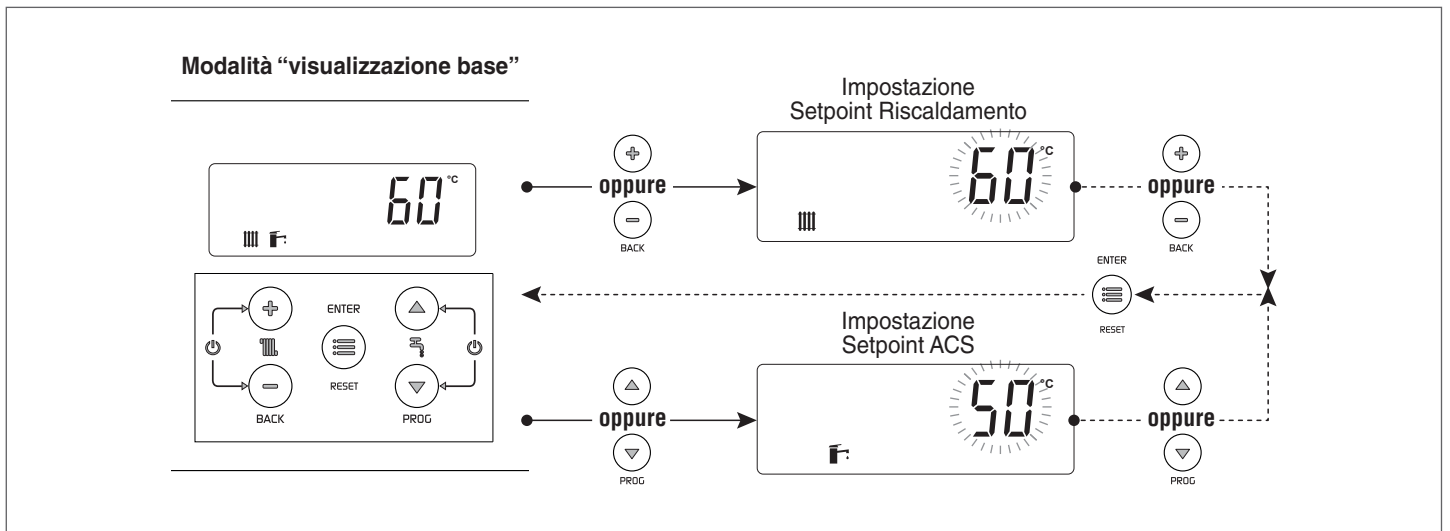 Modalità “visualizzazione base”
60 °C
ENTER
RESET
BACK
PROG
oppure
BACK
Impostazione
Setpoint Riscaldamento
60 °C
oppure
BACK
ENTER
RESET
oppure
PROG
Impostazione
Setpoint ACS
50 °C
oppure
PROG